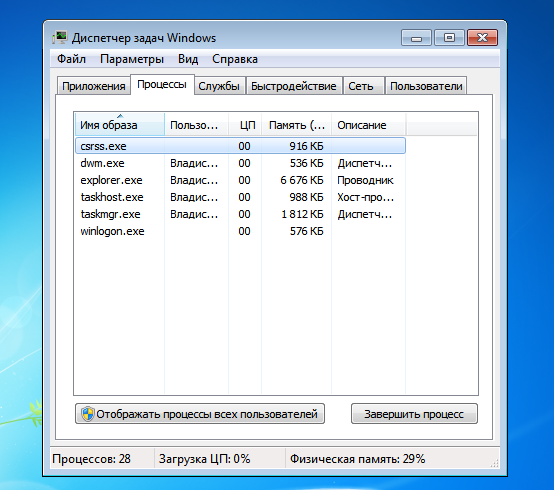 Диспетчер задач Windows
Файл Параметры Вид Справка
Приложения Процессы Службы Быстродействие Сеть Пользователи
Имя образа Пользо... ЦП Память (... Описание
csrss.exe 00 916 КБ
dwm.exe Владис... 00 536 КБ Диспетч...
explorer.exe Владис... 00 6 676 КБ Проводник
taskhost.exe Владис... 00 988 КБ Хост-про...
taskmgr.exe Владис... 00 1 812 КБ Диспетч...
winlogon.exe 00 576 КБ
Отображать процессы всех пользователей Завершить процесс
Процессов: 28 Загрузка ЦП: 0% Физическая память: 29%